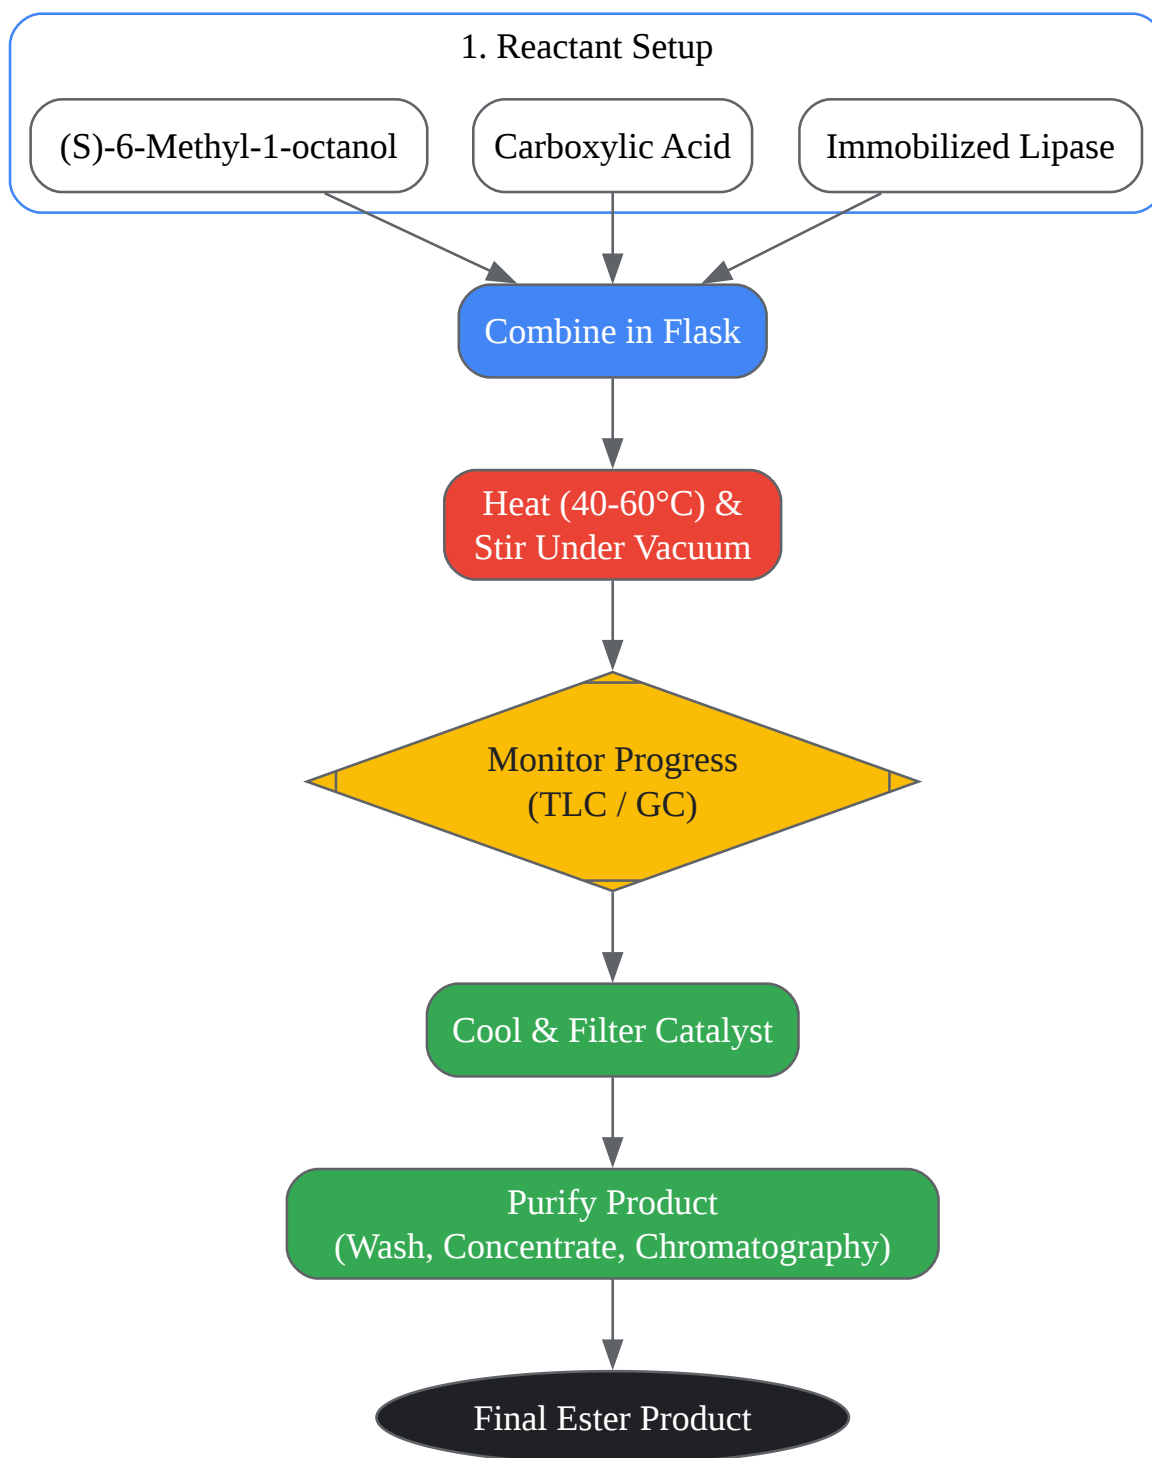 1. Reactant Setup
(S)-6-Methyl-1-octanol
Carboxylic Acid
Immobilized Lipase
Combine in Flask
Heat (40-60°C) &
Stir Under Vacuum
Monitor Progress
(TLC / GC)
Cool & Filter Catalyst
Purify Product
(Wash, Concentrate, Chromatography)
Final Ester Product